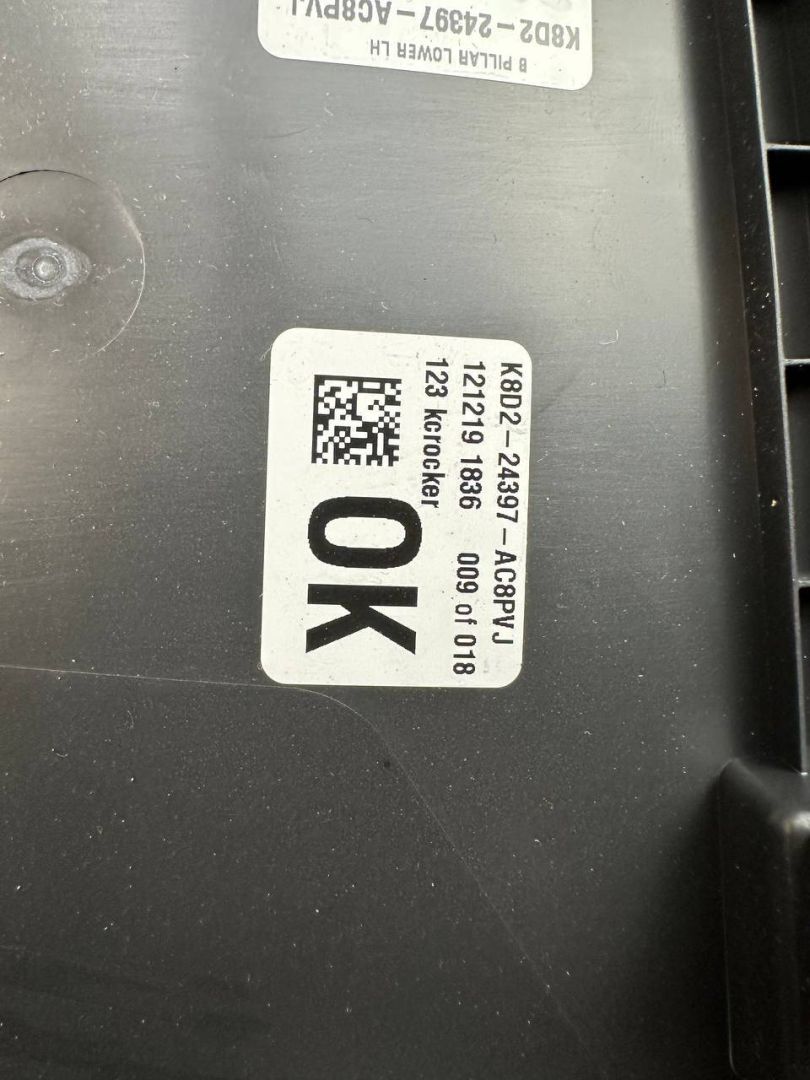 B PILLAR LOWER LH
K8D2-24397-AC8PVJ
K8D2-24397-AC8PVJ
121219 1836 009 of 018
123 kcrocker
OK